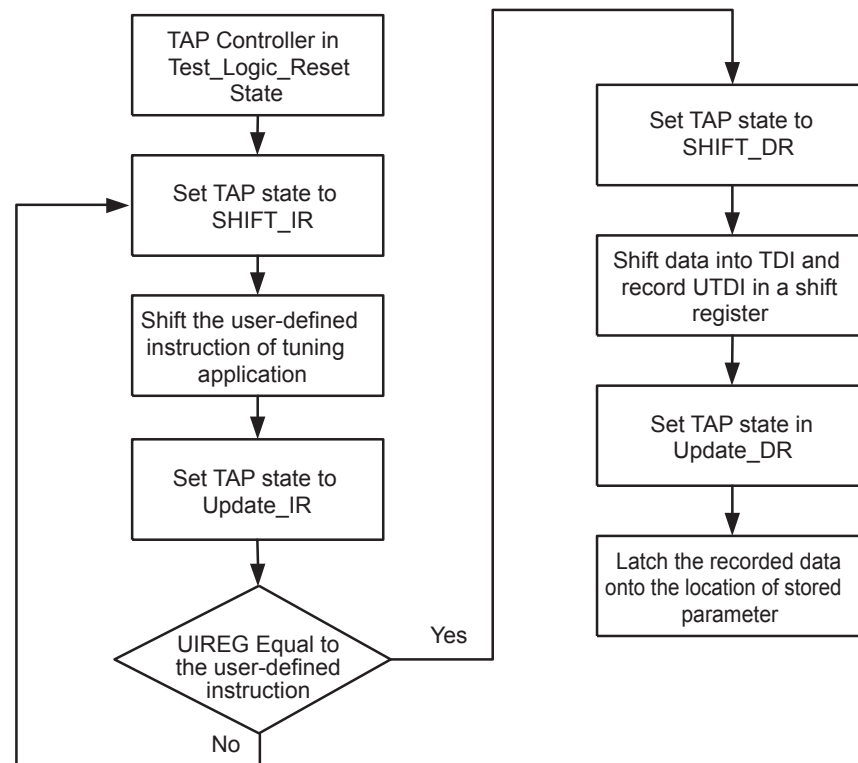 TAP Controller in
Test_Logic_Reset
State
Set TAP state to
SHIFT_IR
Shift the user-defined
instruction of tuning
application
Set TAP state to
Update_IR
UIREG Equal to
the user-defined
instruction
Yes
No
Set TAP state to
SHIFT_DR
Shift data into TDI and
record UTDI in a shift
register
Set TAP state in
Update_DR
Latch the recorded data
onto the location of stored
parameter